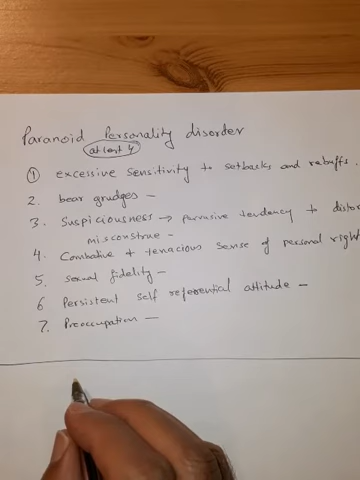 Paranoid Personality disorder
at least 4
1 excessive sensitivity to setbacks and rebuffs.
2. bear grudges –
3. Suspiciousness → pervasive tendency to distor
misconstrue –
4. Combative + tenacious sense of personal right
5. Sexual fidelity –
6 Persistent self referential attitude –
7. Preoccupation –